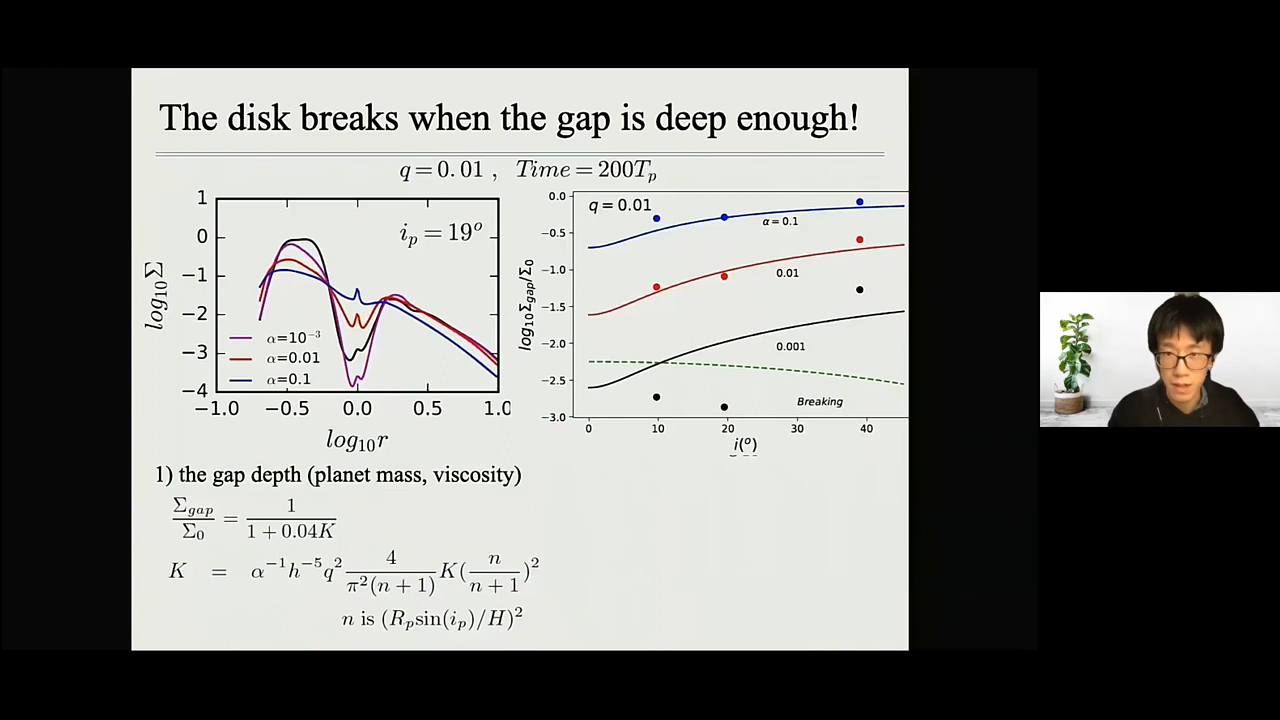 The disk breaks when the gap is deep enough!
q = 0.01 , Time = 200T_p
1
0
−1
−2
−3
−4
−1.0 −0.5 0.0 0.5 1.0
log₁₀Σ
log₁₀r
i_p = 19°
α=10⁻³
α=0.01
α=0.1
0.0
−0.5
−1.0
−1.5
−2.0
−2.5
−3.0
0 10 20 30 40
log₁₀Σ_gap/Σ₀
i(°)
q = 0.01
α = 0.1
0.01
0.001
Breaking
1) the gap depth (planet mass, viscosity)
Σ_gap/Σ₀ = 1/(1 + 0.04K)
K = α⁻¹h⁻⁵q² 4/(π²(n + 1)) K(n/(n + 1))²
n is (R_p sin(i_p)/H)²